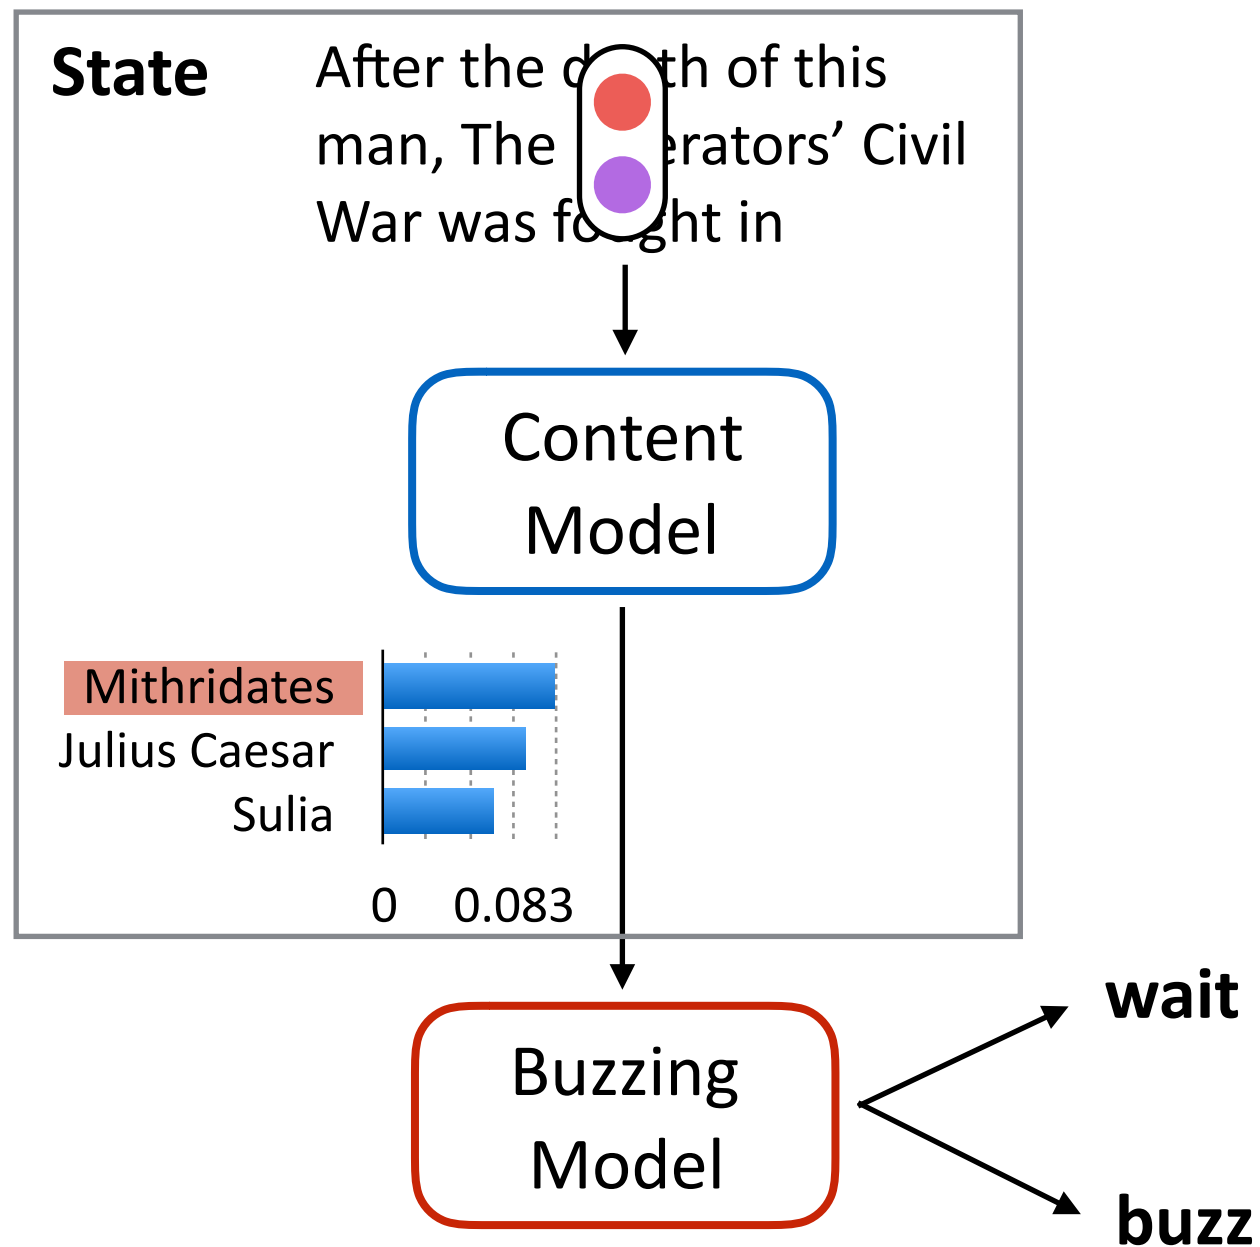 State
After the of this
man, The Civil
War was in
Content
Model
Mithridates
Julius Caesar
Sulia
0 0.083
Buzzing
Model
wait
buzz